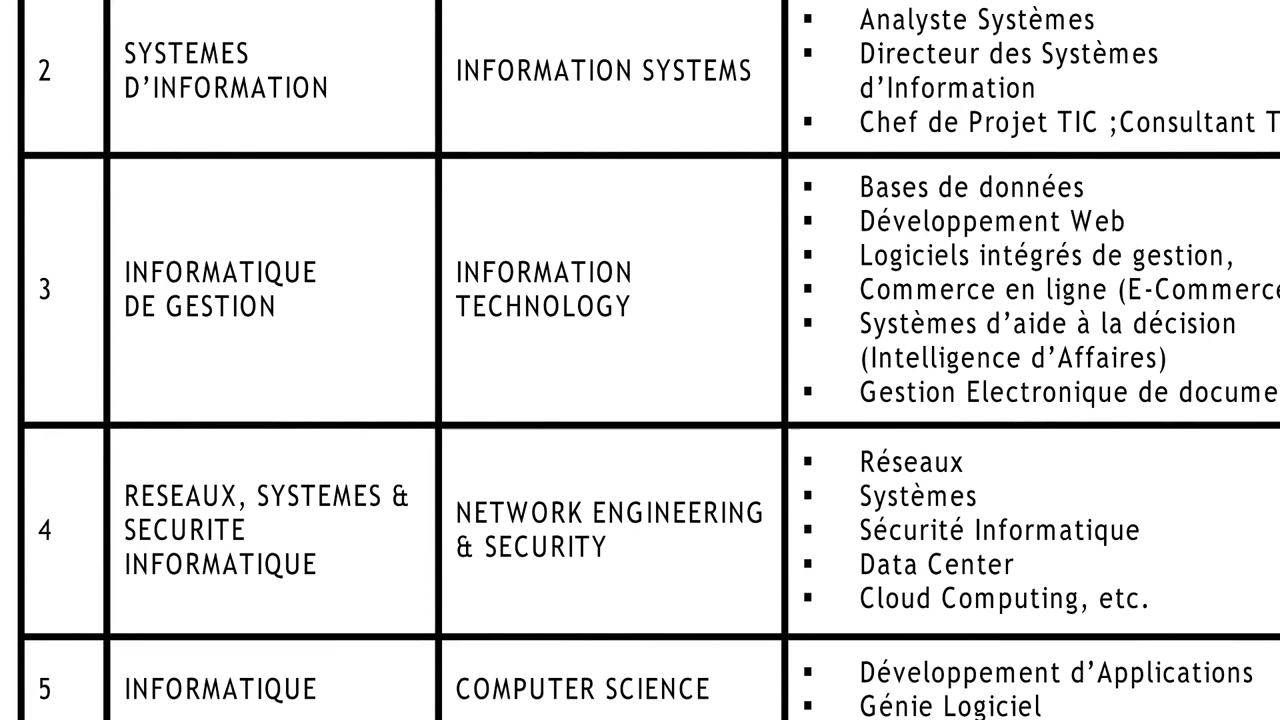 2
SYSTEMES
D’INFORMATION
INFORMATION SYSTEMS
▪ Analyste Systèmes
▪ Directeur des Systèmes
d’Information
▪ Chef de Projet TIC ;Consultant
3
INFORMATIQUE
DE GESTION
INFORMATION
TECHNOLOGY
▪ Bases de données
▪ Développement Web
▪ Logiciels intégrés de gestion,
▪ Commerce en ligne (E-Commerce
▪ Systèmes d’aide à la décision
(Intelligence d’Affaires)
▪ Gestion Electronique de
4
RESEAUX, SYSTEMES &
SECURITE
INFORMATIQUE
NETWORK ENGINEERING
& SECURITY
▪ Réseaux
▪ Systèmes
▪ Sécurité Informatique
▪ Data Center
▪ Cloud Computing, etc.
5
INFORMATIQUE
COMPUTER SCIENCE
▪ Développement d’Applications
▪ Génie Logiciel